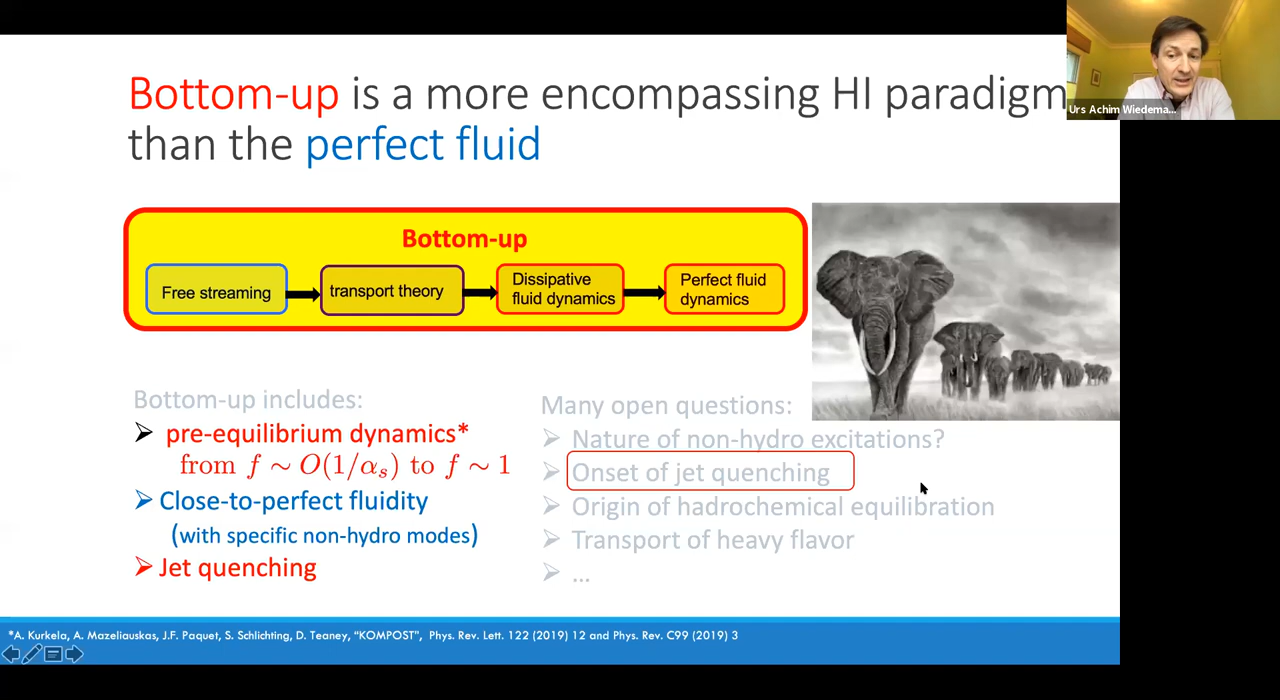 Bottom-up is a more encompassing HI paradigm
than the perfect fluid
Urs Achim Wiedema...
Bottom-up
Free streaming
transport theory
Dissipative
fluid dynamics
Perfect fluid
dynamics
Bottom-up includes:
➢ pre-equilibrium dynamics*
from f ∼ O(1/αₛ) to f ∼ 1
➢ Close-to-perfect fluidity
(with specific non-hydro modes)
➢ Jet quenching
Many open questions:
➢ Nature of non-hydro excitations?
➢ Onset of jet quenching
➢ Origin of hadrochemical equilibration
➢ Transport of heavy flavor
➢ ...
*A. Kurkela, A. Mazeliauskas, J.F. Paquet, S. Schlichting, D. Teaney, "KOMPOST", Phys. Rev. Lett. 122 (2019) 12 and Phys. Rev. C99 (2019) 3